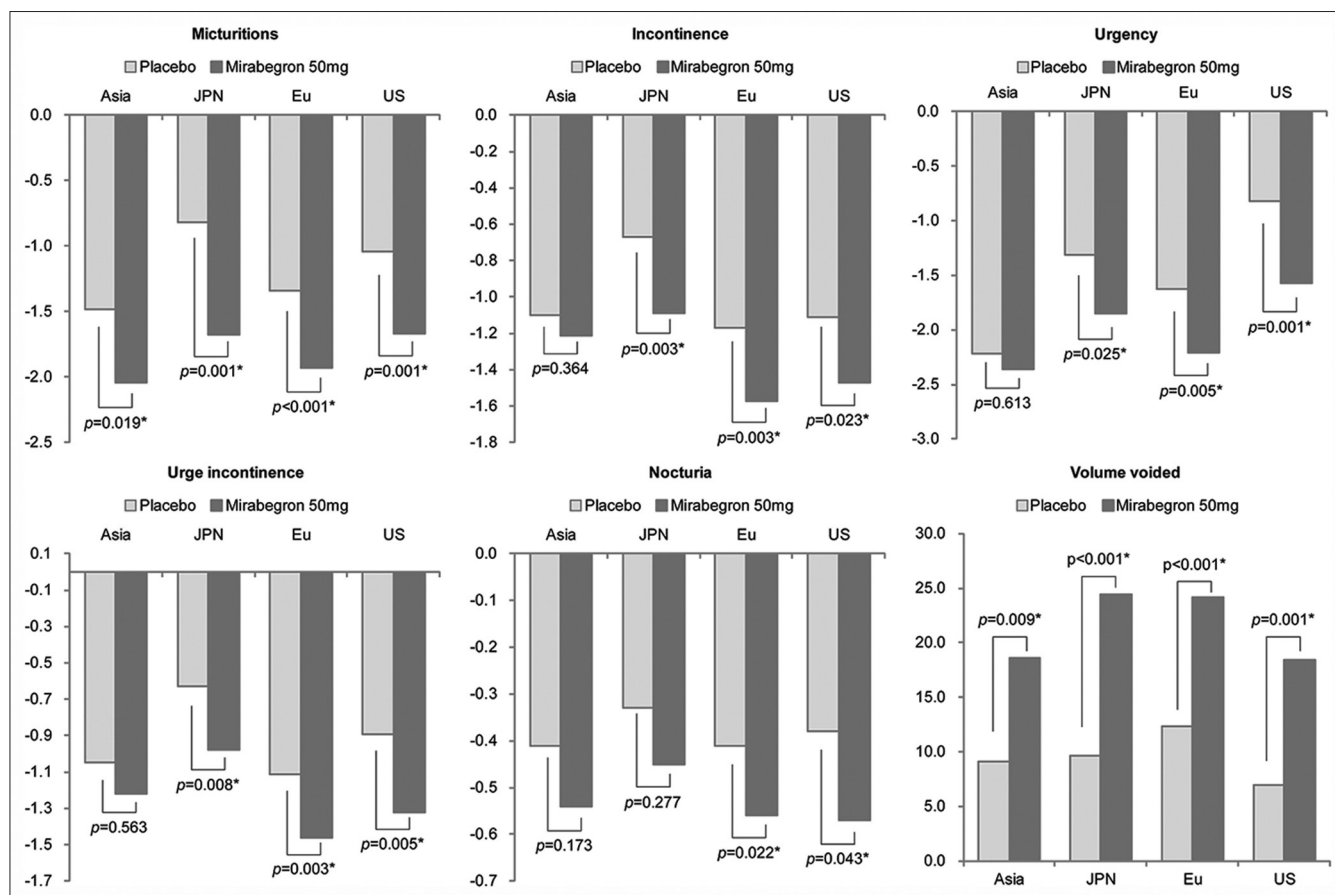 Micturitions
Placebo Mirabegron 50mg
Asia JPN Eu US
0.0
-0.5
-1.0
-1.5
-2.0
-2.5
p=0.019*
p=0.001*
p<0.001*
p=0.001*
Incontinence
Placebo Mirabegron 50mg
Asia JPN Eu US
0.0
-0.2
-0.4
-0.6
-0.8
-1.0
-1.2
-1.4
-1.6
-1.8
p=0.364
p=0.003*
p=0.003*
p=0.023*
Urgency
Placebo Mirabegron 50mg
Asia JPN Eu US
0.0
-0.5
-1.0
-1.5
-2.0
-2.5
-3.0
p=0.613
p=0.025*
p=0.005*
p=0.001*
Urge incontinence
Placebo Mirabegron 50mg
Asia JPN Eu US
0.1
-0.1
-0.3
-0.5
-0.7
-0.9
-1.1
-1.3
-1.5
-1.7
p=0.563
p=0.008*
p=0.003*
p=0.005*
Nocturia
Placebo Mirabegron 50mg
Asia JPN Eu US
0.0
-0.1
-0.2
-0.3
-0.4
-0.5
-0.6
-0.7
p=0.173
p=0.277
p=0.022*
p=0.043*
Volume voided
Placebo Mirabegron 50mg
30.0
25.0
20.0
15.0
10.0
5.0
0.0
p=0.009*
p<0.001*
p<0.001*
p=0.001*
Asia JPN Eu US